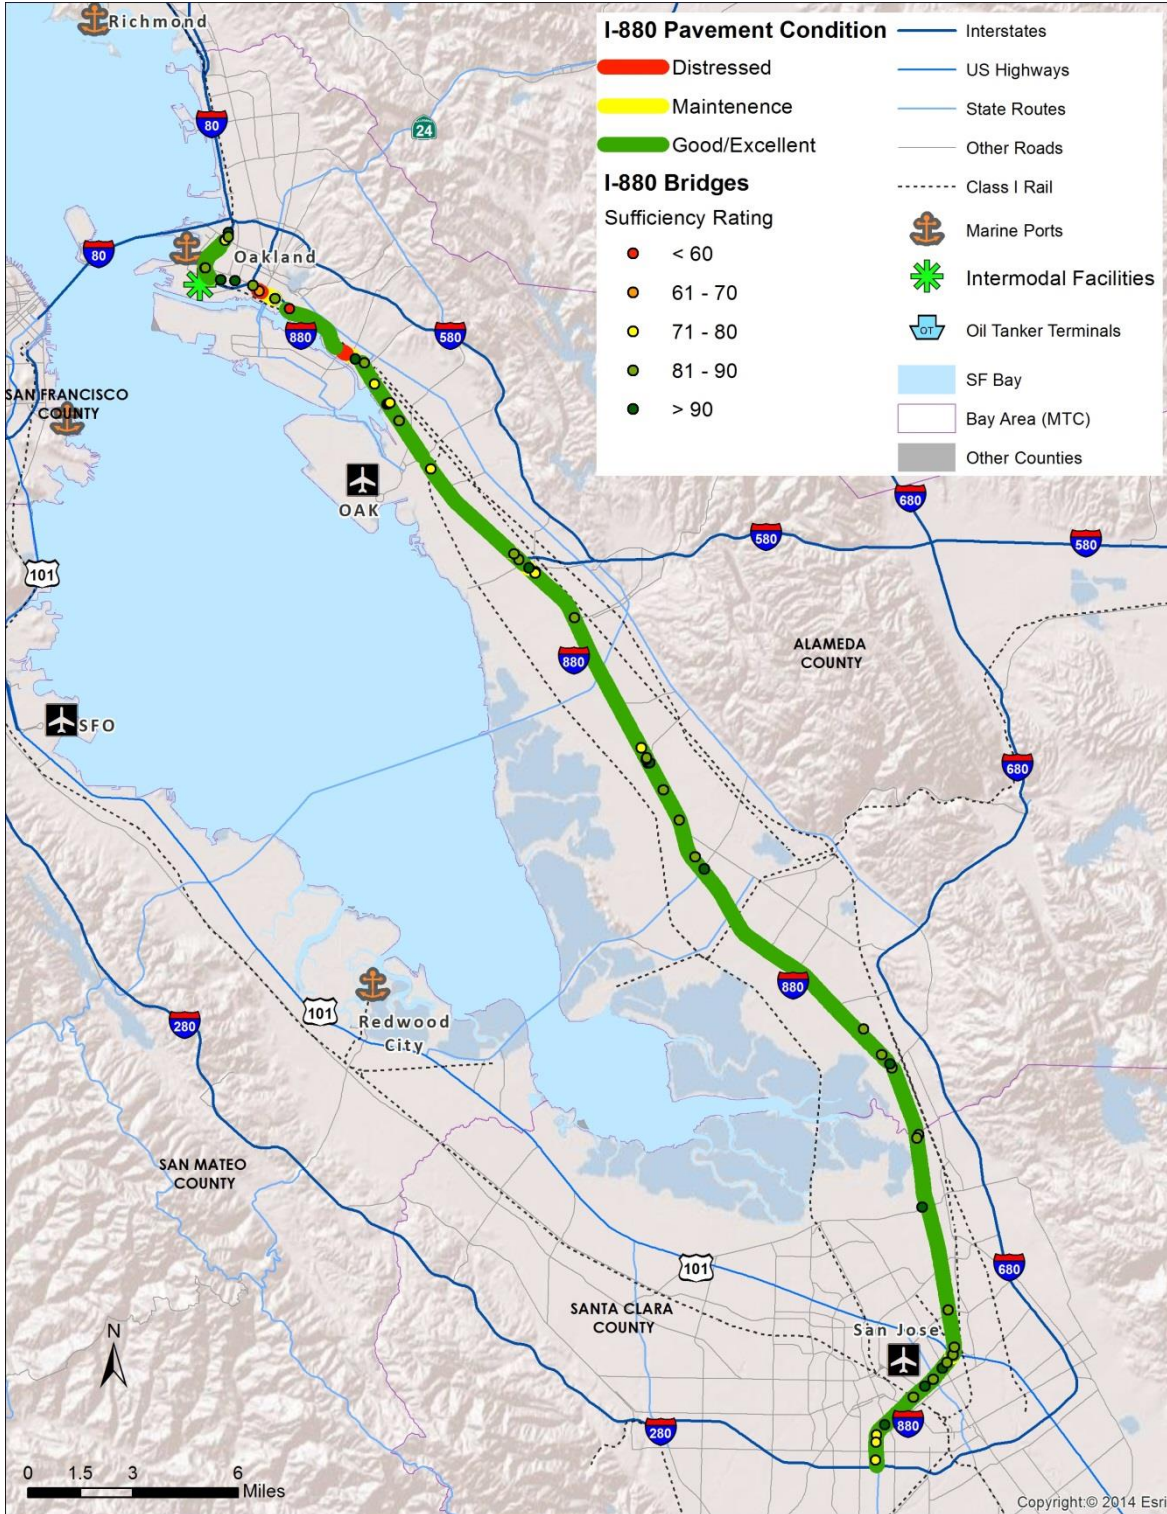 Richmond
80
24
80
Oakland
880
580
SAN FRANCISCO
COUNTY
OAK
101
680
580
580
ALAMEDA
COUNTY
880
SFO
680
880
Redwood
City
101
280
SAN MATEO
COUNTY
101
680
SANTA CLARA
COUNTY
San Jose
880
280
N
0 1.5 3 6
Miles
Copyright:© 2014 Esri
I-880 Pavement Condition
Distressed
Maintenence
Good/Excellent
I-880 Bridges
Sufficiency Rating
< 60
61 - 70
71 - 80
81 - 90
> 90
Interstates
US Highways
State Routes
Other Roads
Class I Rail
Marine Ports
Intermodal Facilities
OT
Oil Tanker Terminals
SF Bay
Bay Area (MTC)
Other Counties